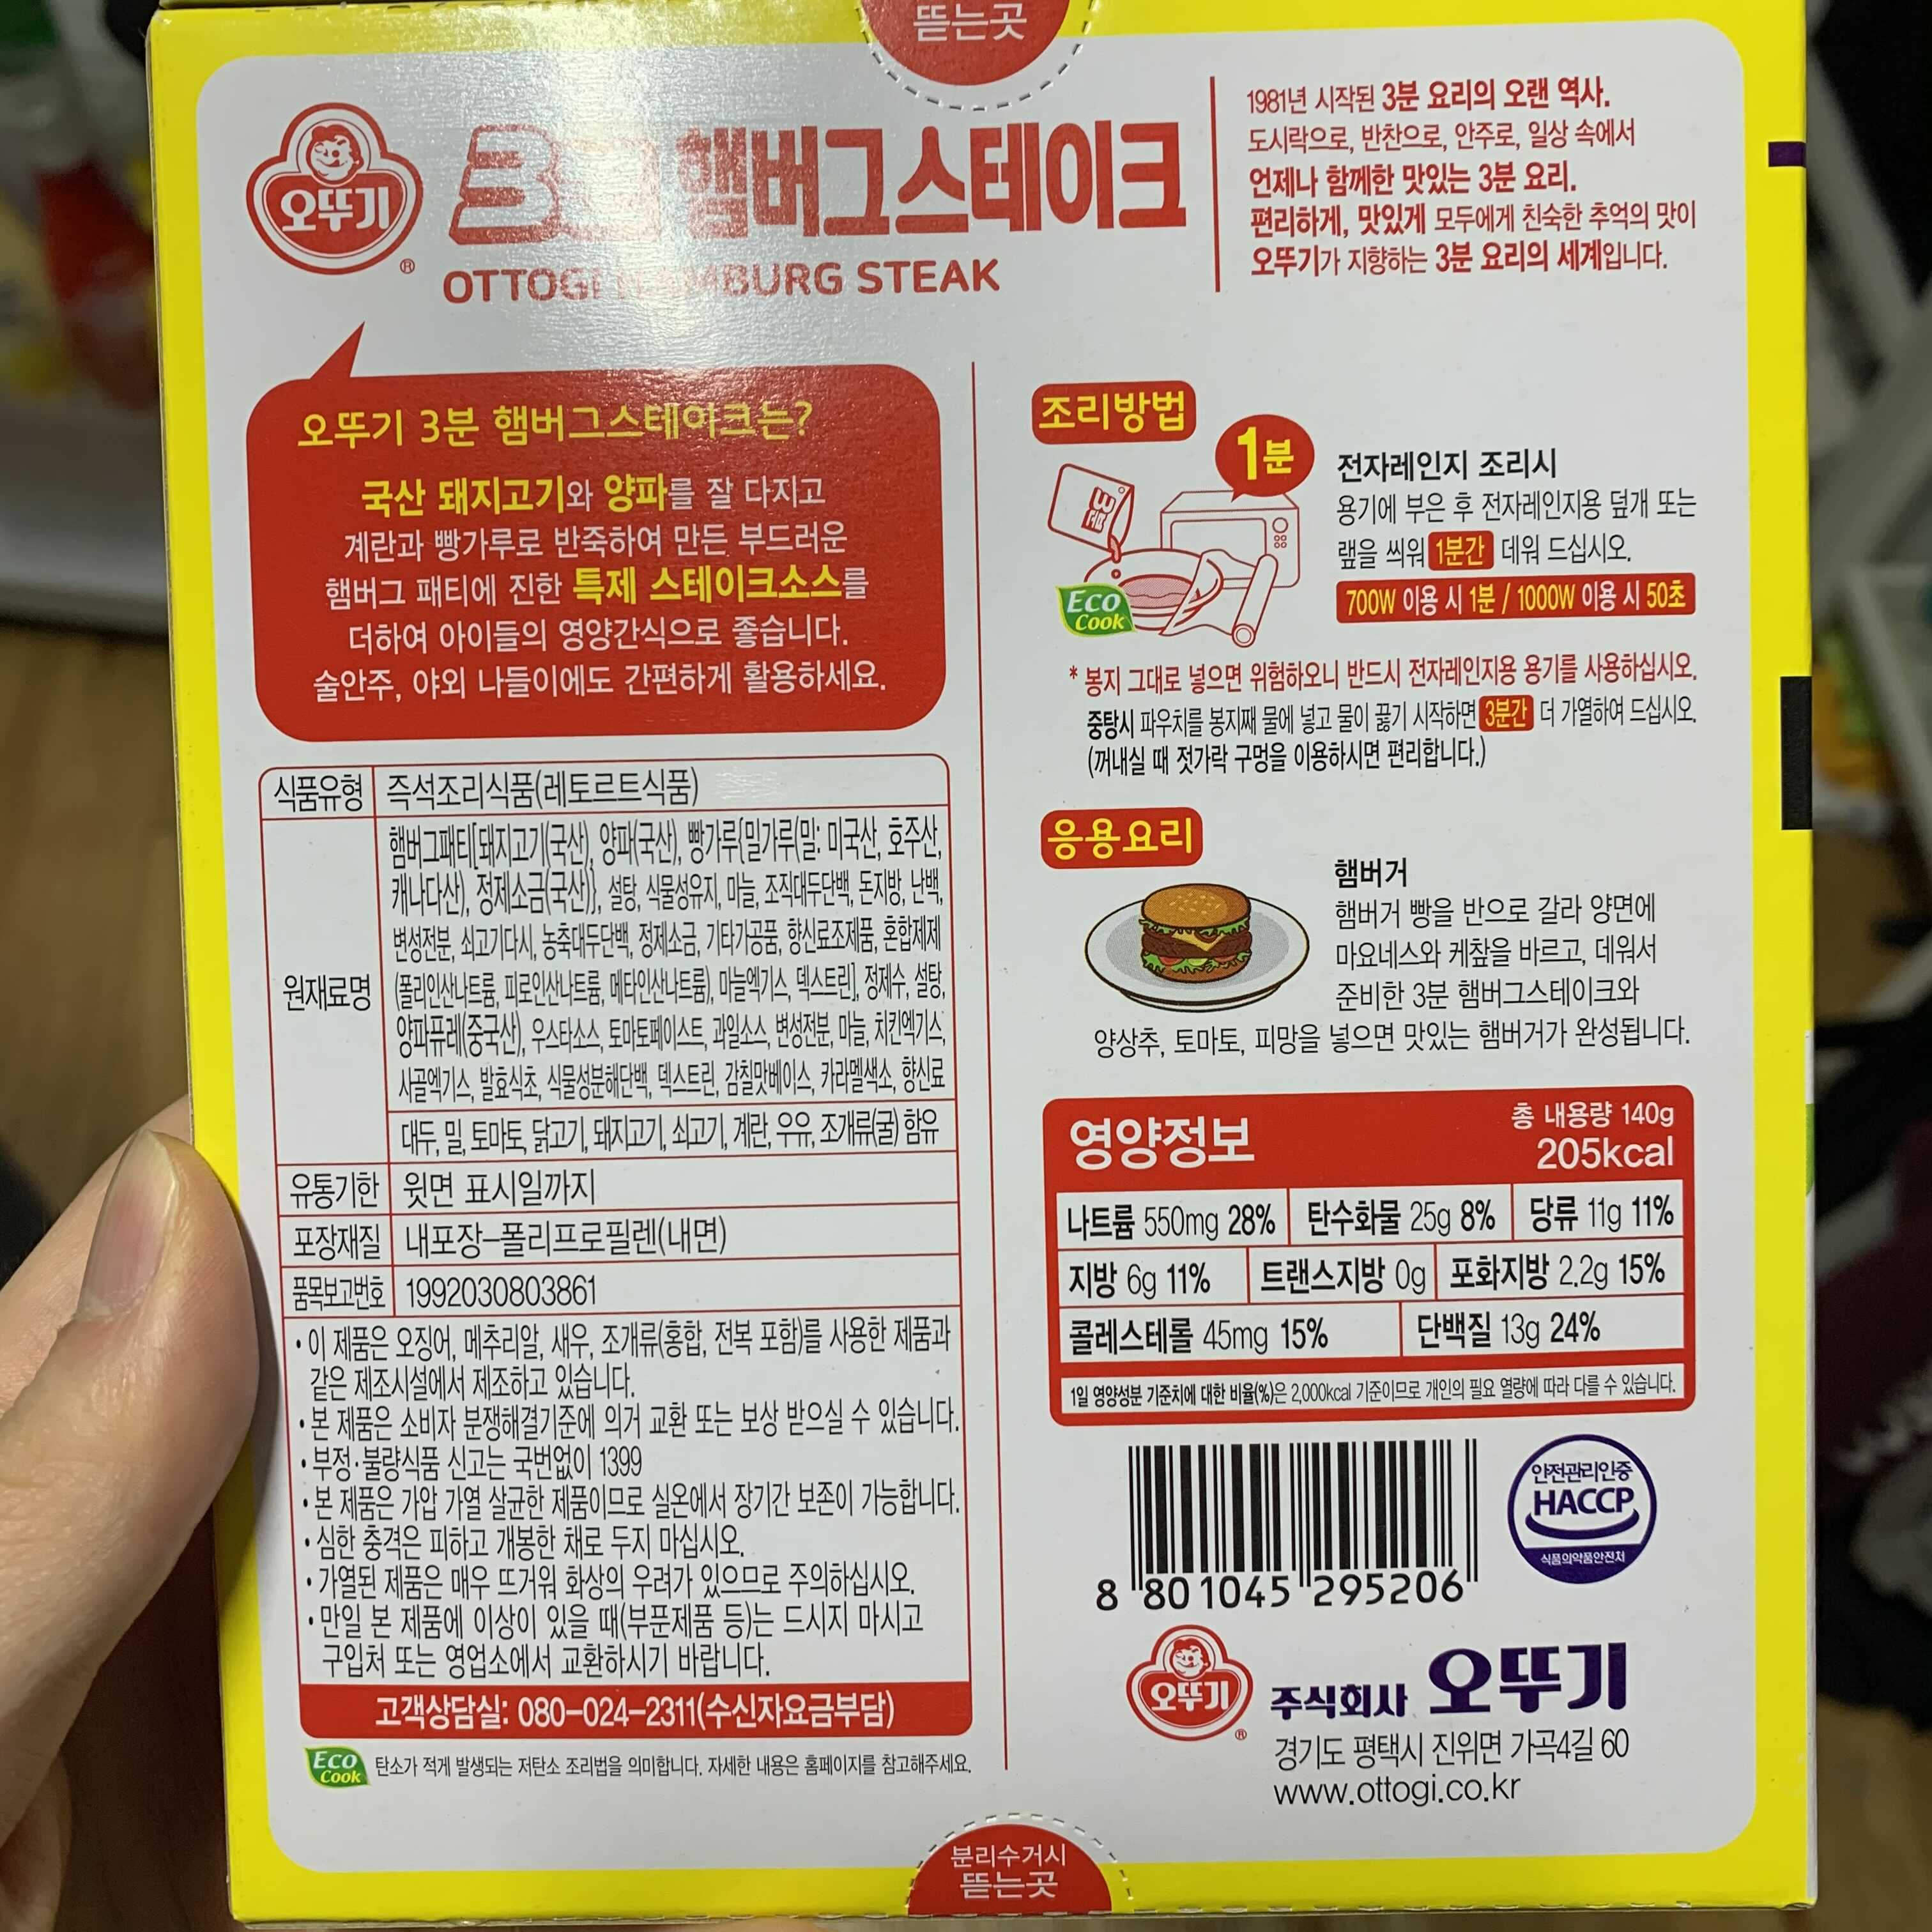 뜯는곳
오뚜기
®
3분 햄버그스테이크
OTTOGI HAMBURG STEAK
1981년 시작된 3분 요리의 오랜 역사.
도시락으로, 반찬으로, 안주로, 일상 속에서
언제나 함께한 맛있는 3분 요리.
편리하게, 맛있게 모두에게 친숙한 추억의 맛이
오뚜기가 지향하는 3분 요리의 세계입니다.
오뚜기 3분 햄버그스테이크는?
국산 돼지고기와 양파를 잘 다지고
계란과 빵가루로 반죽하여 만든 부드러운
햄버그 패티에 진한 특제 스테이크소스를
더하여 아이들의 영양간식으로 좋습니다.
술안주, 야외 나들이에도 간편하게 활용하세요.
식품유형 즉석조리식품(레토르트식품)
원재료명
햄버그패티[돼지고기(국산), 양파(국산), 빵가루{밀가루(밀: 미국산, 호주산,
캐나다산), 정제소금(국산)}, 설탕, 식물성유지, 마늘, 조직대두단백, 돈지방, 난백,
변성전분, 쇠고기다시, 농축대두단백, 정제소금, 기타가공품, 향신료조제품, 혼합제제
(폴리인산나트륨, 피로인산나트륨, 메타인산나트륨), 마늘엑기스, 덱스트린], 정제수, 설탕,
양파퓨레(중국산), 우스타소스, 토마토페이스트, 과일소스, 변성전분, 마늘, 치킨엑기스,
사골엑기스, 발효식초, 식물성분해단백, 덱스트린, 감칠맛베이스, 카라멜색소, 향신료
대두, 밀, 토마토, 닭고기, 돼지고기, 쇠고기, 계란, 우유, 조개류(굴) 함유
유통기한 윗면 표시일까지
포장재질 내포장-폴리프로필렌(내면)
품목보고번호 1992030803861
• 이 제품은 오징어, 메추리알, 새우, 조개류(홍합, 전복 포함)를 사용한 제품과
같은 제조시설에서 제조하고 있습니다.
• 본 제품은 소비자 분쟁해결기준에 의거 교환 또는 보상 받으실 수 있습니다.
• 부정·불량식품 신고는 국번없이 1399
• 본 제품은 가압 가열 살균한 제품이므로 실온에서 장기간 보존이 가능합니다.
• 심한 충격은 피하고 개봉한 채로 두지 마십시오.
• 가열된 제품은 매우 뜨거워 화상의 우려가 있으므로 주의하십시오.
• 만일 본 제품에 이상이 있을 때(부푼제품 등)는 드시지 마시고
구입처 또는 영업소에서 교환하시기 바랍니다.
고객상담실: 080-024-2311(수신자요금부담)
Eco
Cook
탄소가 적게 발생되는 저탄소 조리법을 의미합니다. 자세한 내용은 홈페이지를 참고해주세요.
조리방법
1분
3분
Eco
Cook
전자레인지 조리시
용기에 부은 후 전자레인지용 덮개 또는
랲을 씌워 1분간 데워 드십시오.
700W 이용 시 1분 / 1000W 이용 시 50초
* 봉지 그대로 넣으면 위험하오니 반드시 전자레인지용 용기를 사용하십시오.
중탕시 파우치를 봉지째 물에 넣고 물이 끓기 시작하면 3분간 더 가열하여 드십시오.
(꺼내실 때 젓가락 구멍을 이용하시면 편리합니다.)
응용요리
햄버거
햄버거 빵을 반으로 갈라 양면에
마요네스와 케찮을 바르고, 데워서
준비한 3분 햄버그스테이크와
양상추, 토마토, 피망을 넣으면 맛있는 햄버거가 완성됩니다.
영양정보
총 내용량 140g
205kcal
나트륨 550mg 28% 탄수화물 25g 8% 당류 11g 11%
지방 6g 11% 트랜스지방 0g 포화지방 2.2g 15%
콜레스테롤 45mg 15% 단백질 13g 24%
1일 영양성분 기준치에 대한 비율(%)은 2,000kcal 기준이므로 개인의 필요 열량에 따라 다를 수 있습니다.
8 801045 295206
안전관리인증
HACCP
식품의약품안전처
오뚜기
®
주식회사 오뚜기
경기도 평택시 진위면 가곡4길 60
www.ottogi.co.kr
분리수거시
뜯는곳